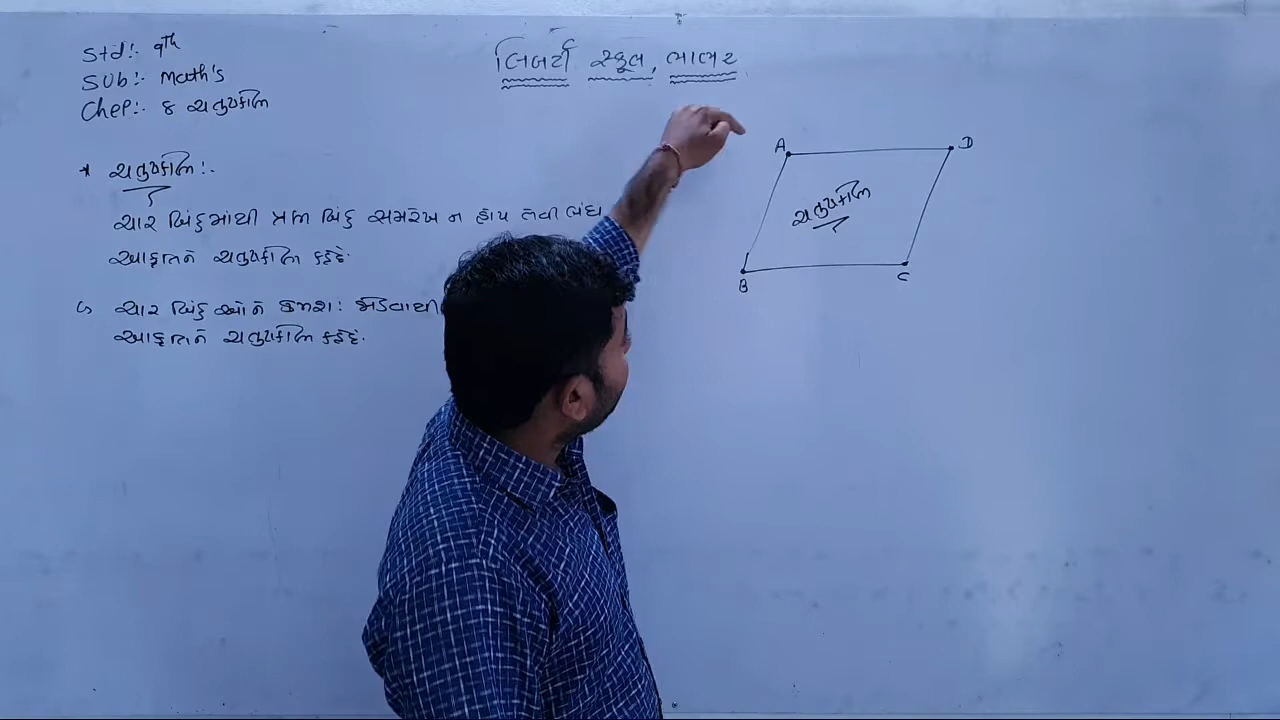 લિબર્ટી સ્કૂલ, ભાભર
Std:- 9th
Sub:- Math's
Chep:- 8 ચતુષ્કોણ
* ચતુષ્કોણ:-
ચાર બિંદુમાંથી ત્રણ બિંદુ સમરેખ ન હોય તેવી બંધ
આકૃતિને ચતુષ્કોણ કહેછે.
ચાર બિંદુઓને ક્રમશ: જોડવાથી
આકૃતિને ચતુષ્કોણ કહેછે.
A D
ચતુષ્કોણ
B C